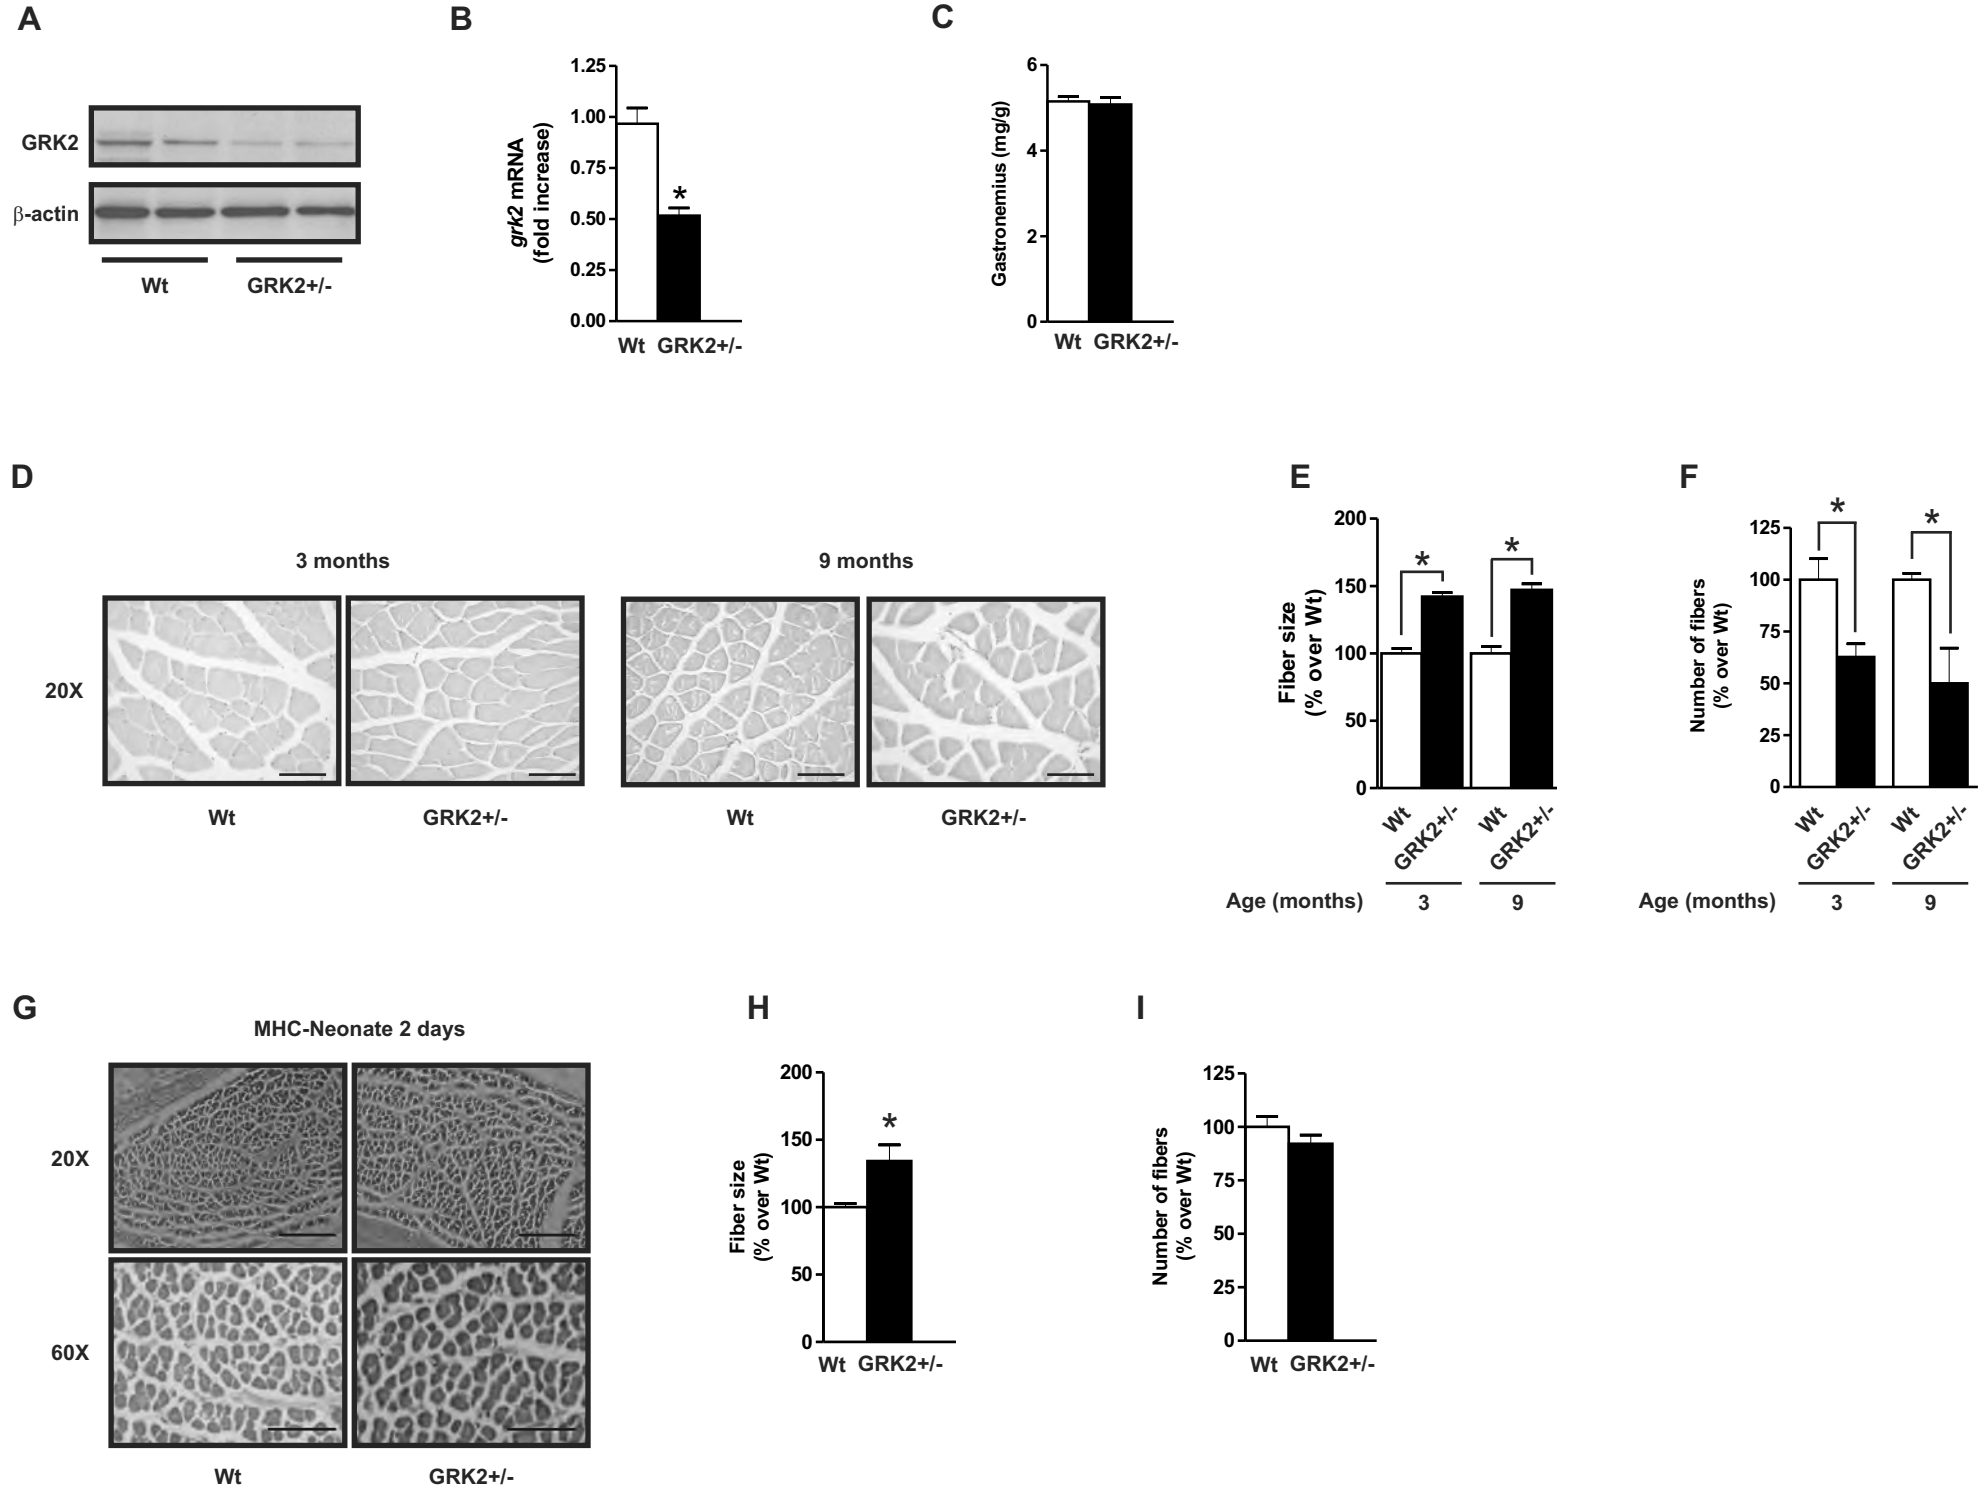 A
GRK2
β-actin
Wt GRK2+/-
B
grk2 mRNA
(fold increase)
1.25
1.00
0.75
0.50
0.25
0.00
*
Wt GRK2+/-
C
Gastronemius (mg/g)
6
4
2
0
Wt GRK2+/-
D
3 months
9 months
20X
Wt
GRK2+/-
Wt
GRK2+/-
E
Fiber size
(% over Wt)
200
150
100
50
0
* *
Wt GRK2+/- Wt GRK2+/-
Age (months) 3 9
F
Number of fibers
(% over Wt)
125
100
75
50
25
0
* *
Wt GRK2+/- Wt GRK2+/-
Age (months) 3 9
G
MHC-Neonate 2 days
20X
60X
Wt
GRK2+/-
H
Fiber size
(% over Wt)
200
150
100
50
0
*
Wt GRK2+/-
I
Number of fibers
(% over Wt)
125
100
75
50
25
0
Wt GRK2+/-